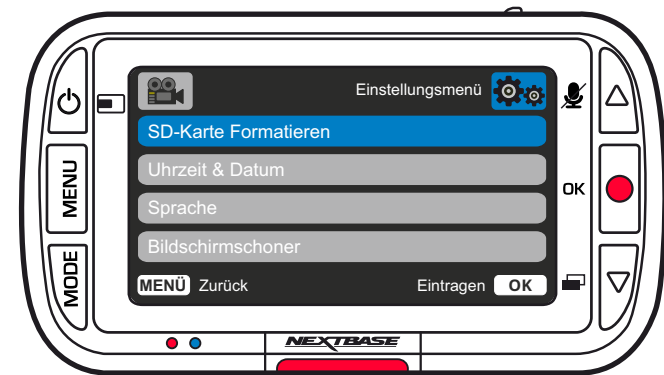 Einstellungsmenü
SD-Karte Formatieren
Uhrzeit & Datum
Sprache
Bildschirmschoner
MENÜ Zurück Eintragen OK
MENU
MODE
OK
NEXTBASE